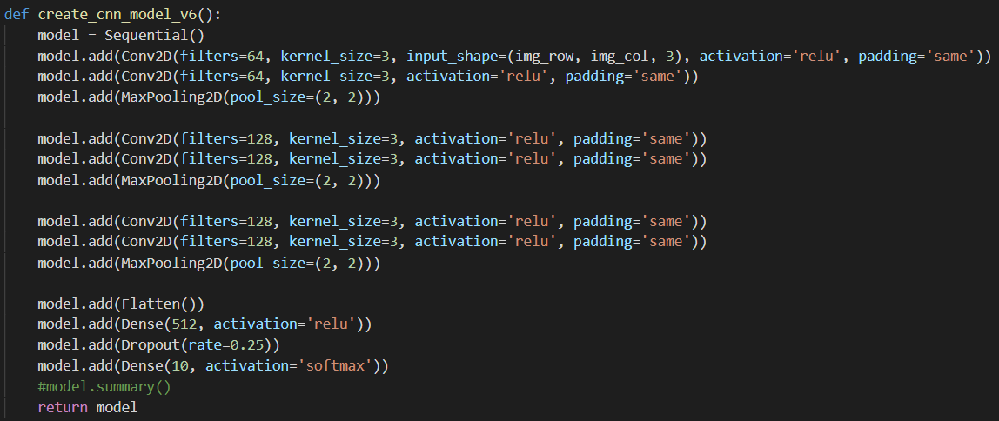 def create_cnn_model_v6():
    model = Sequential()
    model.add(Conv2D(filters=64, kernel_size=3, input_shape=(img_row, img_col, 3), activation='relu', padding='same'))
    model.add(Conv2D(filters=64, kernel_size=3, activation='relu', padding='same'))
    model.add(MaxPooling2D(pool_size=(2, 2)))

    model.add(Conv2D(filters=128, kernel_size=3, activation='relu', padding='same'))
    model.add(Conv2D(filters=128, kernel_size=3, activation='relu', padding='same'))
    model.add(MaxPooling2D(pool_size=(2, 2)))

    model.add(Conv2D(filters=128, kernel_size=3, activation='relu', padding='same'))
    model.add(Conv2D(filters=128, kernel_size=3, activation='relu', padding='same'))
    model.add(MaxPooling2D(pool_size=(2, 2)))

    model.add(Flatten())
    model.add(Dense(512, activation='relu'))
    model.add(Dropout(rate=0.25))
    model.add(Dense(10, activation='softmax'))
    #model.summary()
    return model